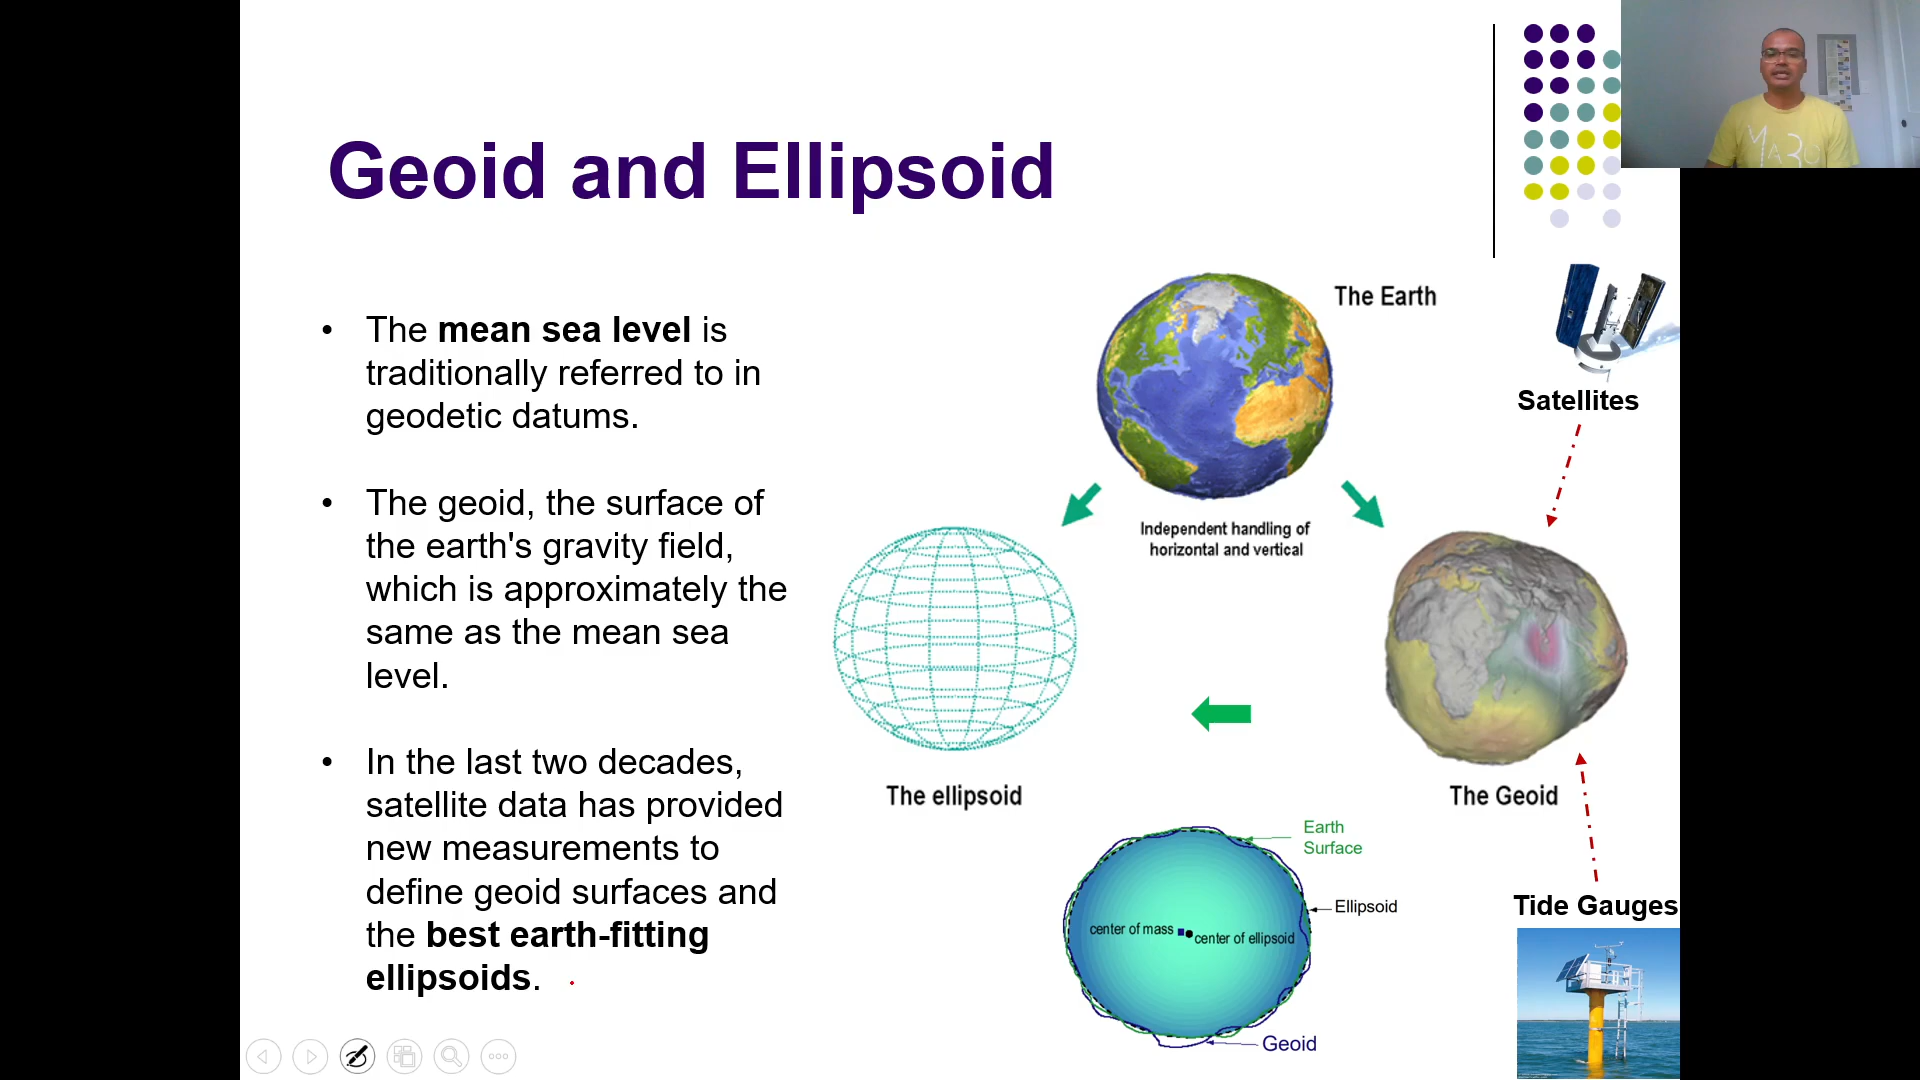 Geoid and Ellipsoid
• The mean sea level is
traditionally referred to in
geodetic datums.
• The geoid, the surface of
the earth's gravity field,
which is approximately the
same as the mean sea
level.
• In the last two decades,
satellite data has provided
new measurements to
define geoid surfaces and
the best earth-fitting
ellipsoids.
The Earth
Satellites
Independent handling of
horizontal and vertical
The ellipsoid
The Geoid
Earth
Surface
Ellipsoid
center of mass
center of ellipsoid
Geoid
Tide Gauges